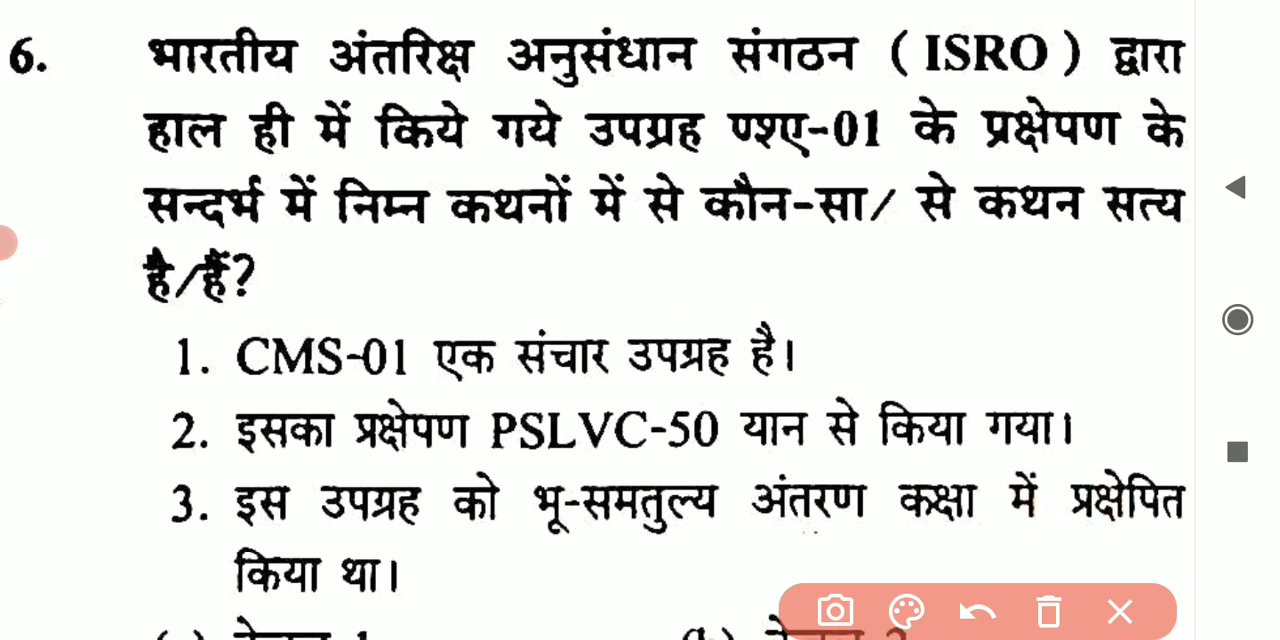 6. भारतीय अंतरिक्ष अनुसंधान संगठन ( ISRO ) द्वारा
हाल ही में किये गये उपग्रह ण्श्ए-01 के प्रक्षेपण के
सन्दर्भ में निम्न कथनों में से कौन-सा/ से कथन सत्य
है/हैं?
1. CMS-01 एक संचार उपग्रह है।
2. इसका प्रक्षेपण PSLVC-50 यान से किया गया।
3. इस उपग्रह को भू-समतुल्य अंतरण कक्षा में प्रक्षेपित
किया था।